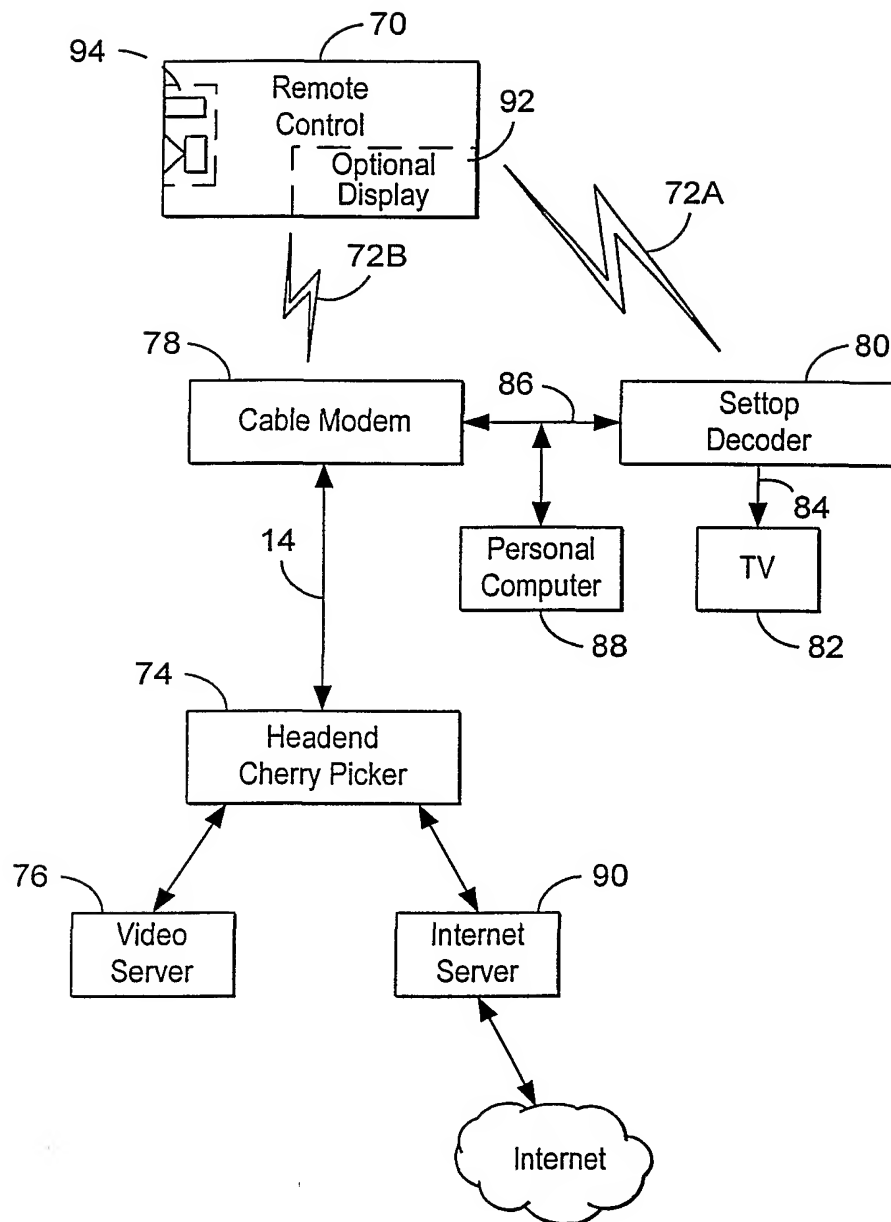 70
94
Remote
Control
92
Optional
Display
72A
72B
78
80
86
Cable Modem
Settop
Decoder
84
14
Personal
Computer
TV
88
82
74
Headend
Cherry Picker
76
90
Video
Server
Internet
Server
Internet